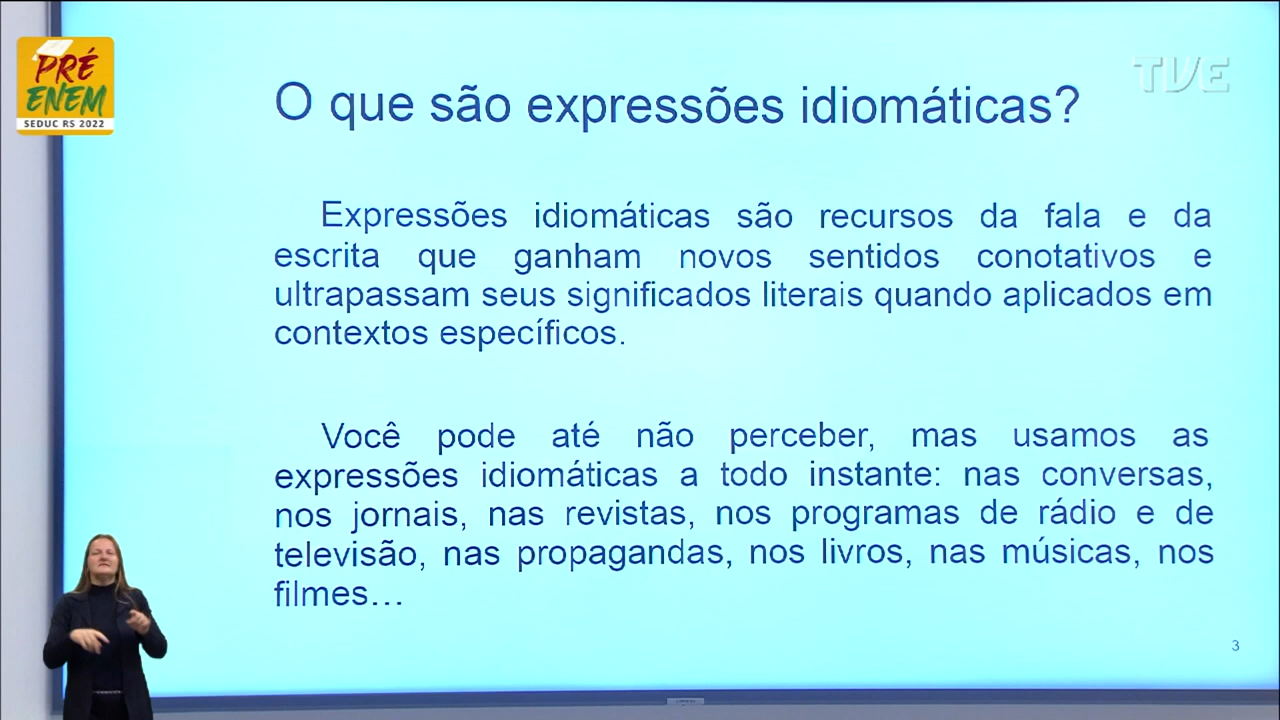 PRÉ
ENEM
SEDUC RS 2022
TVE
O que são expressões idiomáticas?
Expressões idiomáticas são recursos da fala e da
escrita que ganham novos sentidos conotativos e
ultrapassam seus significados literais quando aplicados em
contextos específicos.
Você pode até não perceber, mas usamos as
expressões idiomáticas a todo instante: nas conversas,
nos jornais, nas revistas, nos programas de rádio e de
televisão, nas propagandas, nos livros, nas músicas, nos
filmes...
3